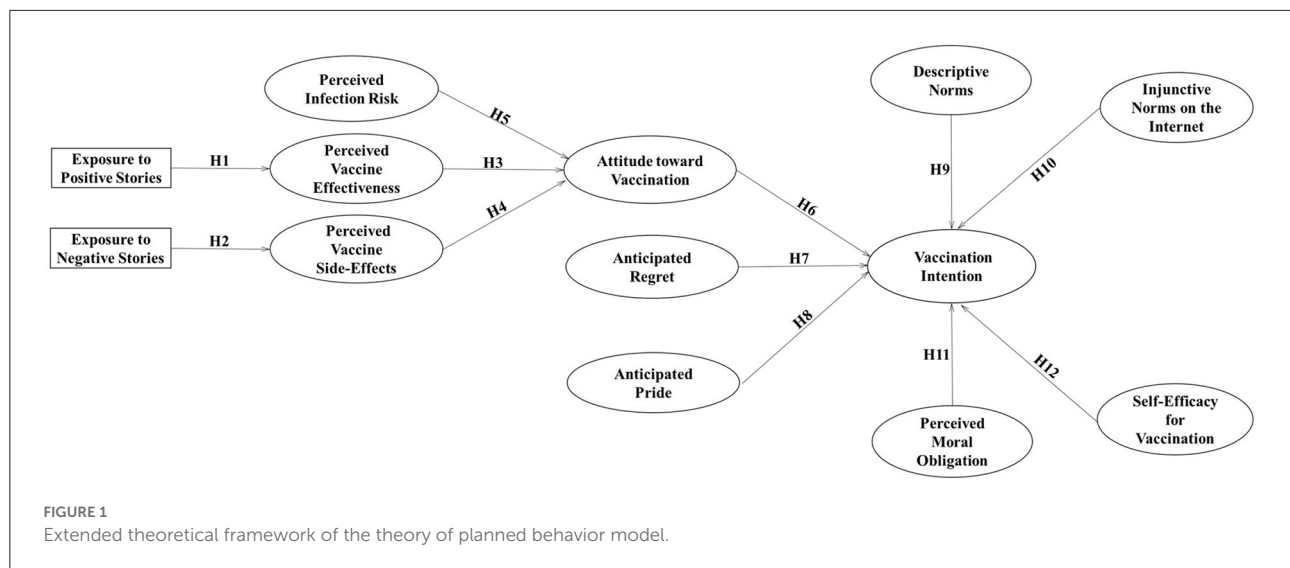 Perceived
Infection Risk
H5
Exposure to
Positive Stories
H1
Perceived
Vaccine
Effectiveness
H3
Exposure to
Negative Stories
H2
Perceived
Vaccine
Side-Effects
H4
Attitude toward
Vaccination
H6
Anticipated
Regret
H7
Anticipated
Pride
H8
Descriptive
Norms
H9
Injunctive
Norms on the
Internet
H10
Vaccination
Intention
H11
Perceived
Moral
Obligation
H12
Self-Efficacy
for
Vaccination
FIGURE 1
Extended theoretical framework of the theory of planned behavior model.